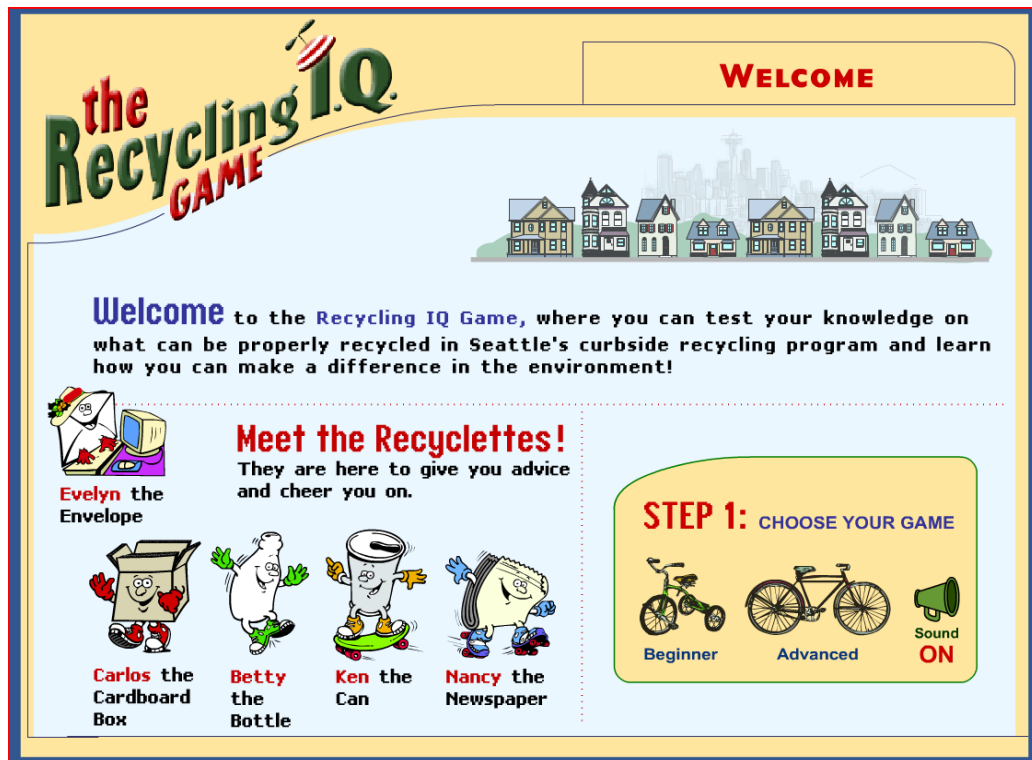 the
Recycling I.Q.
GAME
WELCOME
Welcome to the Recycling IQ Game, where you can test your knowledge on
what can be properly recycled in Seattle's curbside recycling program and learn
how you can make a difference in the environment!
Meet the Recyclettes!
They are here to give you advice
and cheer you on.
Evelyn the
Envelope
Carlos the
Cardboard
Box
Betty
the
Bottle
Ken the
Can
Nancy the
Newspaper
STEP 1: CHOOSE YOUR GAME
Beginner
Advanced
Sound
ON